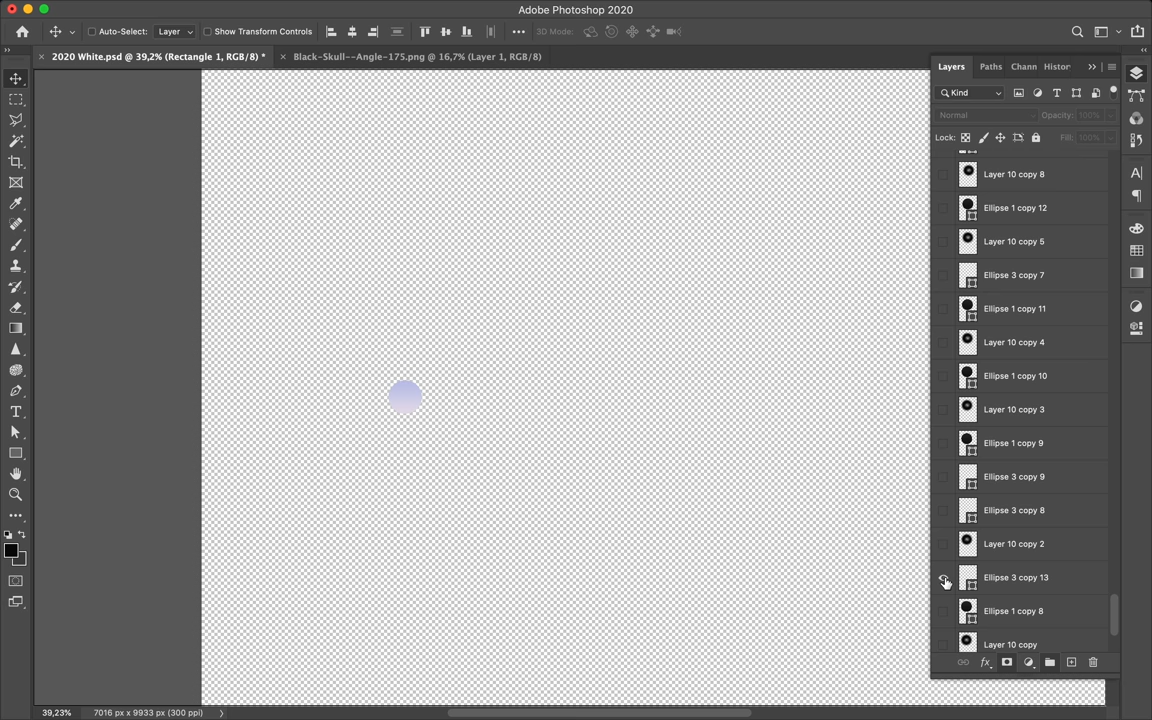 Adobe Photoshop 2020
Auto-Select: Layer Show Transform Controls 3D Mode:
2020 White.psd @ 39,2% (Rectangle 1, RGB/8) * Black-Skull--Angle-175.png @ 16,7% (Layer 1, RGB/8)
Layers Paths Chann Histor
Kind
Normal Opacity: 100%
Lock: Fill: 100%
Layer 10 copy 8
Ellipse 1 copy 12
Layer 10 copy 5
Ellipse 3 copy 7
Ellipse 1 copy 11
Layer 10 copy 4
Ellipse 1 copy 10
Layer 10 copy 3
Ellipse 1 copy 9
Ellipse 3 copy 9
Ellipse 3 copy 8
Layer 10 copy 2
Ellipse 3 copy 13
Ellipse 1 copy 8
Layer 10 copy
fx
39,23% 7016 px x 9933 px (300 ppi)